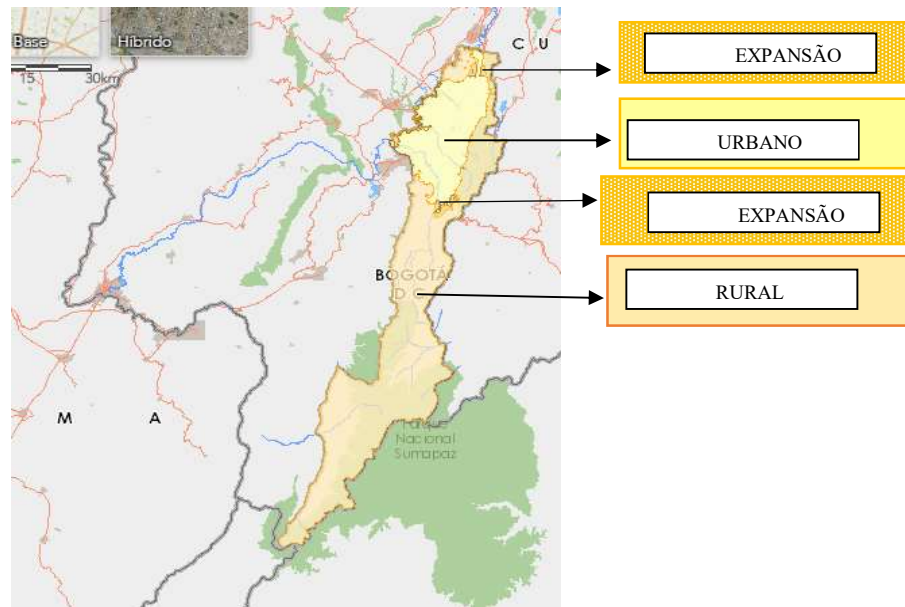 Base
Híbrido
15
30km
C U
BOGOTÁ
D C
M A
Parque
Nacional
Sumapaz
EXPANSÃO
URBANO
EXPANSÃO
RURAL